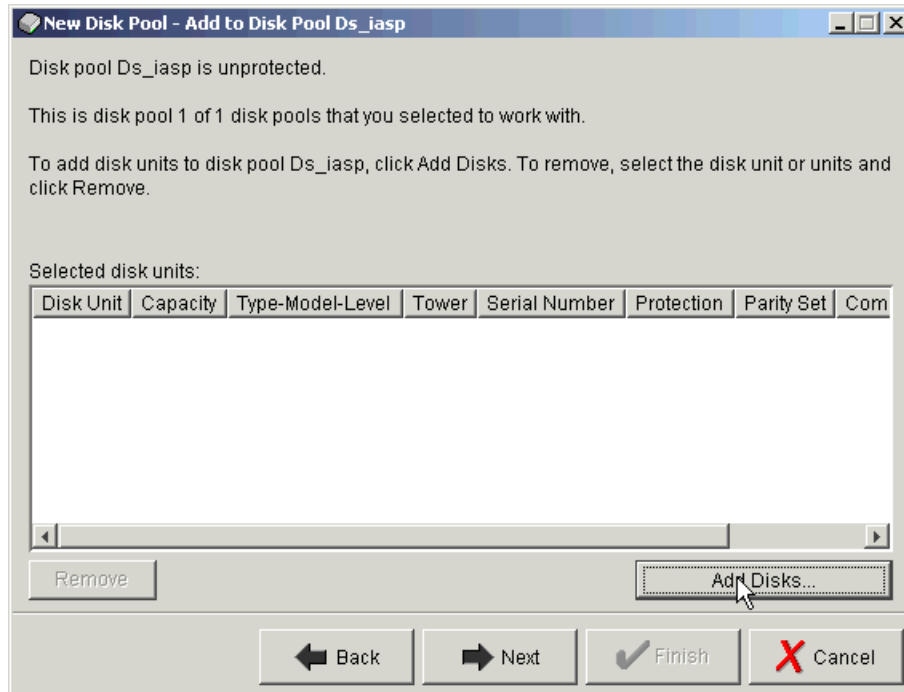 New Disk Pool - Add to Disk Pool Ds_iasp
Disk pool Ds_iasp is unprotected.
This is disk pool 1 of 1 disk pools that you selected to work with.
To add disk units to disk pool Ds_iasp, click Add Disks. To remove, select the disk unit or units and
click Remove.
Selected disk units:
Disk Unit Capacity Type-Model-Level Tower Serial Number Protection Parity Set Com
Remove Add Disks...
Back Next Finish Cancel